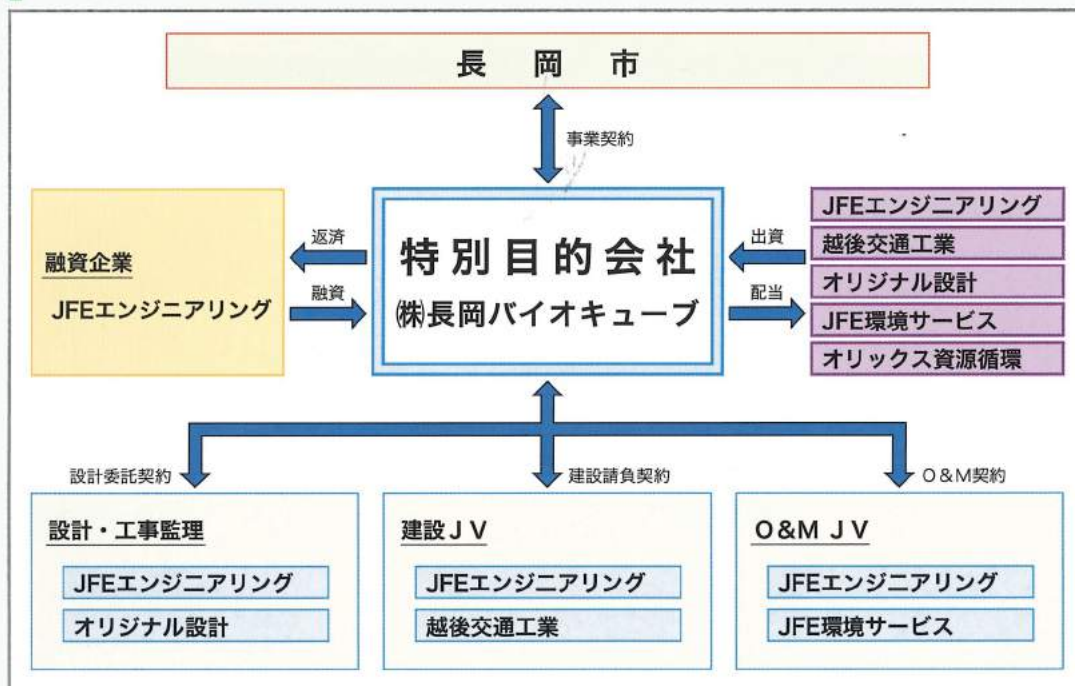 長岡市
事業契約
融資企業
JFEエンジニアリング
返済
融資
特別目的会社
㈱長岡バイオキューブ
出資
配当
JFEエンジニアリング
越後交通工業
オリジナル設計
JFE環境サービス
オリックス資源循環
設計委託契約
建設請負契約
O&M契約
設計・工事監理
JFEエンジニアリング
オリジナル設計
建設JV
JFEエンジニアリング
越後交通工業
O&M JV
JFEエンジニアリング
JFE環境サービス